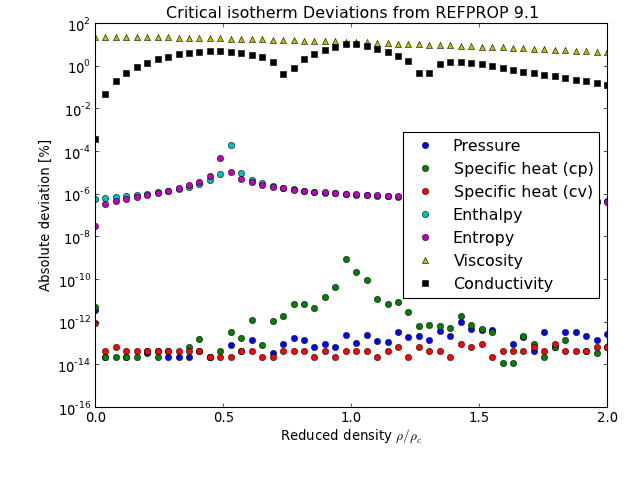 Critical isotherm Deviations from REFPROP 9.1
Absolute deviation [%]
10^2
10^0
10^-2
10^-4
10^-6
10^-8
10^-10
10^-12
10^-14
10^-16
Pressure
Specific heat (cp)
Specific heat (cv)
Enthalpy
Entropy
Viscosity
Conductivity
0.0 0.5 1.0 1.5 2.0
Reduced density ρ/ρ_c